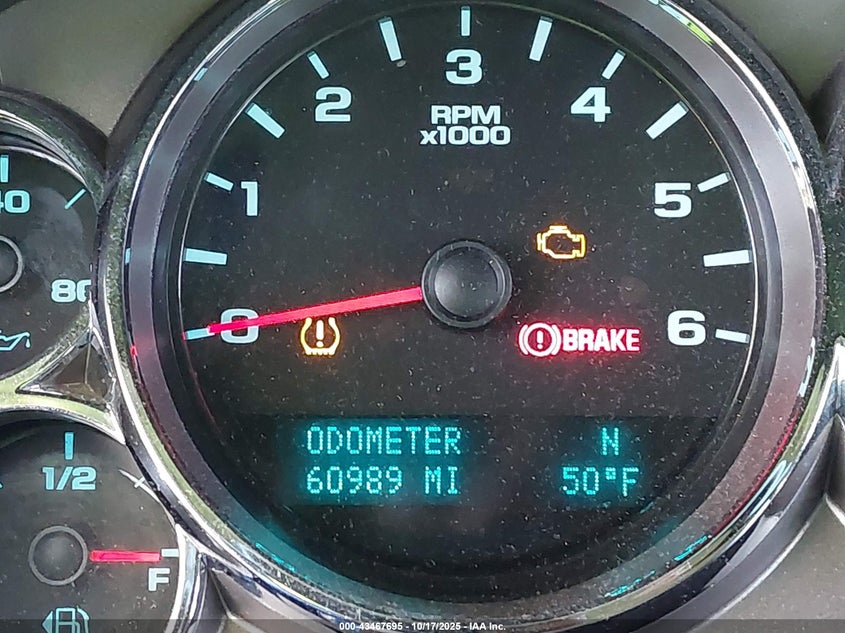 3
2
4
RPM
x1000
1
5
40
80
0
6
BRAKE
ODOMETER
N
60989 MI
50°F
1/2
F
000-43467695 - 10/17/2025 - IAA Inc.